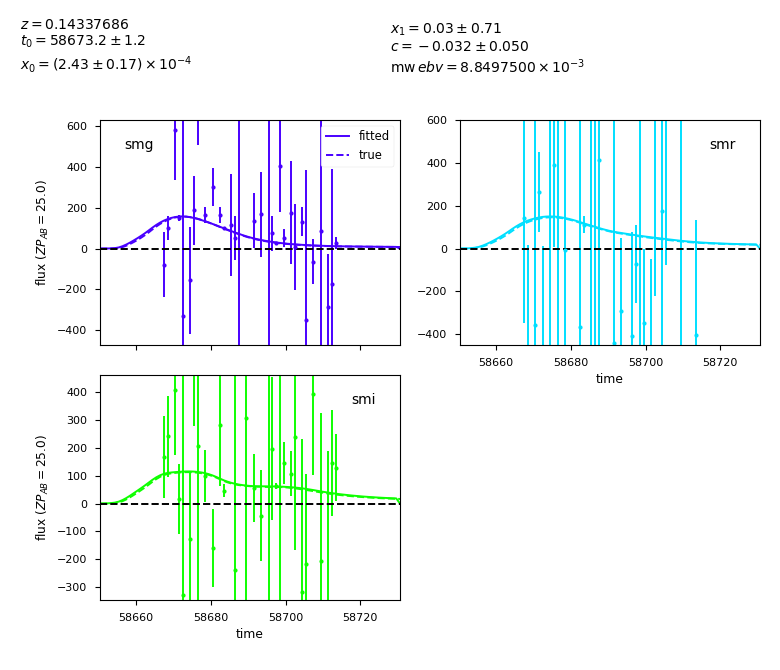 z = 0.14337686
t₀ = 58673.2 ± 1.2
x₀ = (2.43 ± 0.17) × 10⁻⁴
x₁ = 0.03 ± 0.71
c = −0.032 ± 0.050
mw ebv = 8.8497500 × 10⁻³
smg
fitted
true
600
400
200
0
−200
−400
flux (ZP_AB = 25.0)
smr
600
400
200
0
−200
−400
58660
58680
58700
58720
time
smi
400
300
200
100
0
−100
−200
−300
flux (ZP_AB = 25.0)
58660
58680
58700
58720
time